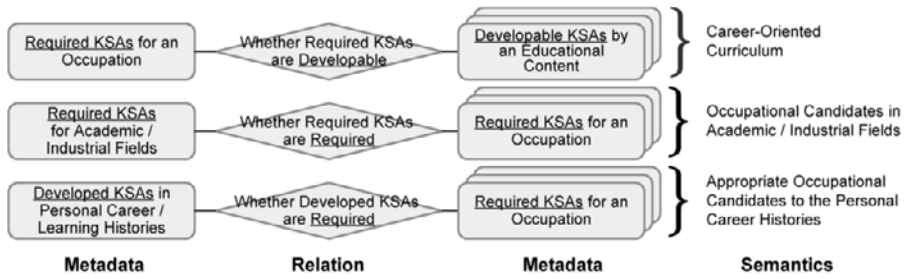 Required KSAs for an
Occupation
Whether Required KSAs
are Developable
Developable KSAs by
an Educational
Content
Career-Oriented
Curriculum
Required KSAs
for Academic /
Industrial Fields
Whether Required KSAs
are Required
Required KSAs for an
Occupation
Occupational Candidates in
Academic / Industrial Fields
Developed KSAs in
Personal Career /
Learning Histories
Whether Developed KSAs
are Required
Required KSAs for an
Occupation
Appropriate Occupational
Candidates to the Personal
Career Histories
Metadata
Relation
Metadata
Semantics